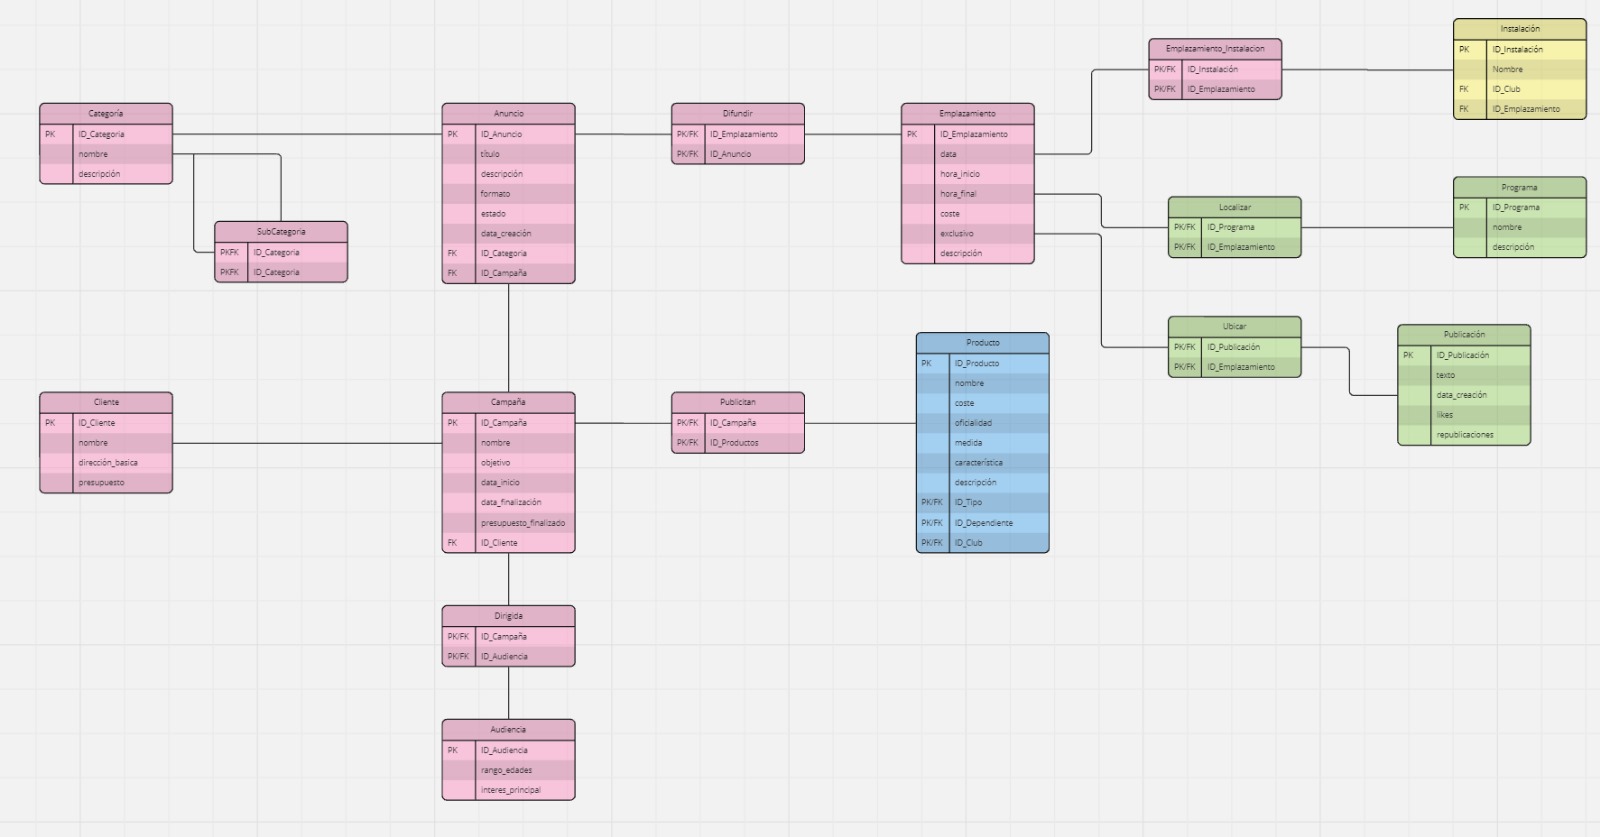 Instalación
PK ID_Instalación
Nombre
FK ID_Club
FK ID_Emplazamiento
Emplazamiento_Instalacion
PK/FK ID_Instalación
PK/FK ID_Emplazamiento
Categoría
PK ID_Categoria
nombre
descripción
Anuncio
PK ID_Anuncio
título
descripción
formato
estado
data_creación
FK ID_Categoria
FK ID_Campaña
Difundir
PK/FK ID_Emplazamiento
PK/FK ID_Anuncio
Emplazamiento
PK ID_Emplazamiento
data
hora_inicio
hora_final
coste
exclusivo
descripción
Localizar
PK/FK ID_Programa
PK/FK ID_Emplazamiento
Programa
PK ID_Programa
nombre
descripción
SubCategoria
PKFK ID_Categoria
PKFK ID_Categoria
Ubicar
PK/FK ID_Publicación
PK/FK ID_Emplazamiento
Publicación
PK ID_Publicación
texto
data_creación
likes
republicaciones
Producto
PK ID_Producto
nombre
coste
oficialidad
medida
característica
descripción
PK/FK ID_Tipo
PK/FK ID_Dependiente
PK/FK ID_Club
Cliente
PK ID_Cliente
nombre
dirección_basica
presupuesto
Campaña
PK ID_Campaña
nombre
objetivo
data_inicio
data_finalización
presupuesto_finalizado
FK ID_Cliente
Publicitan
PK/FK ID_Campaña
PK/FK ID_Productos
Dirigida
PK/FK ID_Campaña
PK/FK ID_Audiencia
Audiencia
PK ID_Audiencia
rango_edades
interes_principal